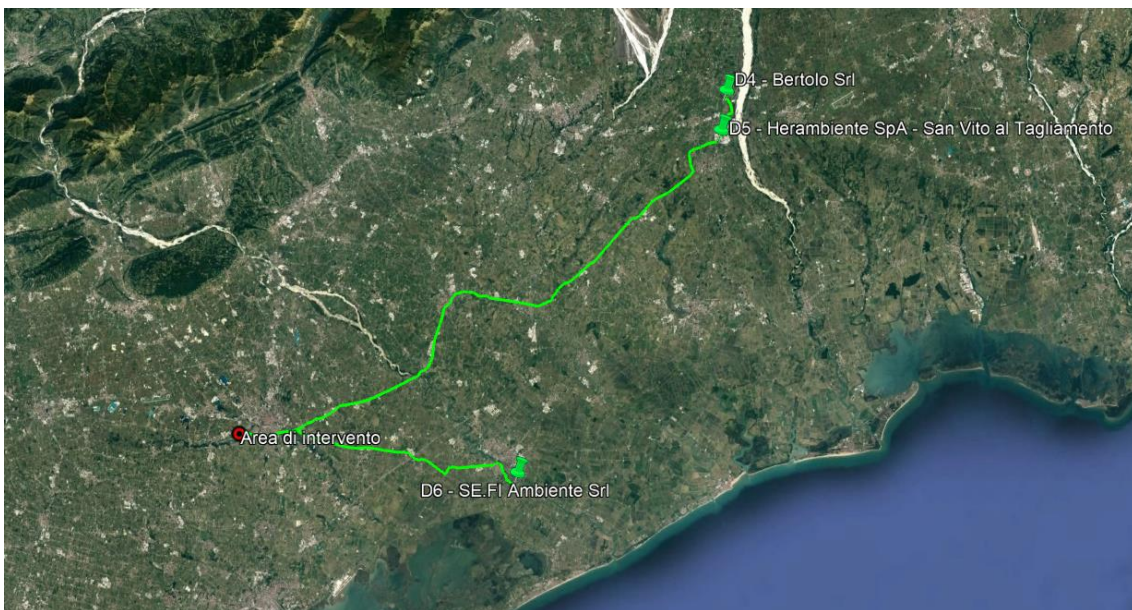 D4 - Bertolo Srl
D5 - Herambiente SpA - San Vito al Tagliamento
Area di intervento
D6 - SE.FI Ambiente Srl